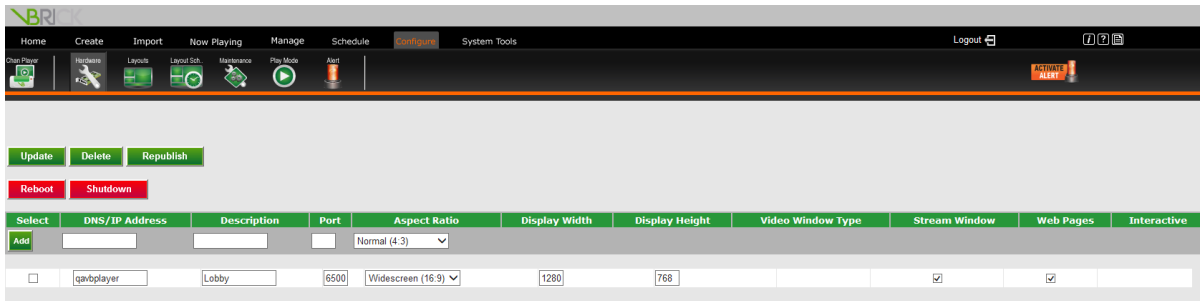 VBRICK
Home Create Import Now Playing Manage Schedule Configure System Tools Logout
Chan Player Hardware Layouts Layout Sch.. Maintenance Play Mode Alert ACTIVATE ALERT
Update Delete Republish
Reboot Shutdown
Select DNS/IP Address Description Port Aspect Ratio Display Width Display Height Video Window Type Stream Window Web Pages Interactive
Add Normal (4:3)
qavbplayer Lobby 6500 Widescreen (16:9) 1280 768